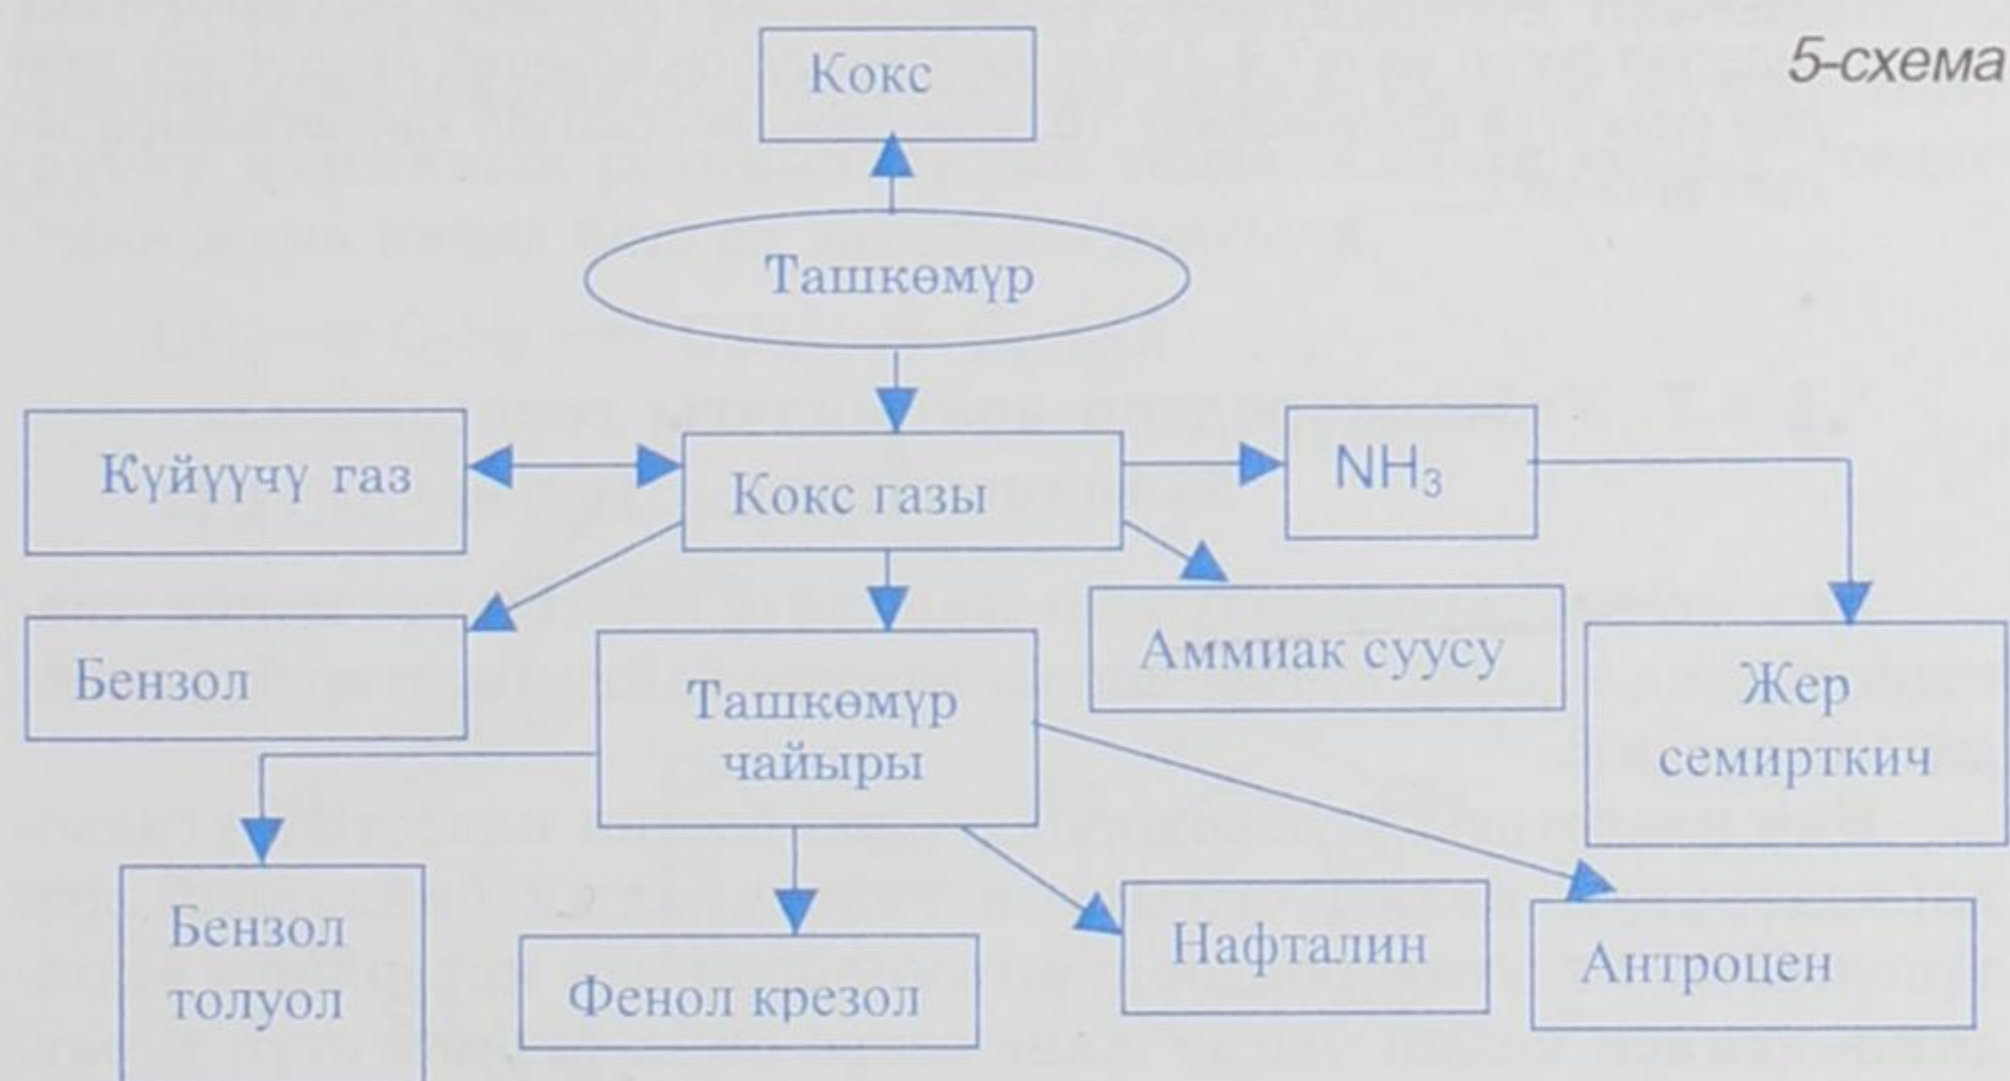 5-схема
Кокс
Ташкөмүр
Күйүүчү газ
Кокс газы
NH₃
Бензол
Ташкөмүр
чайыры
Аммиак суусу
Жер
семирткич
Бензол
толуол
Фенол крезол
Нафталин
Антроцен